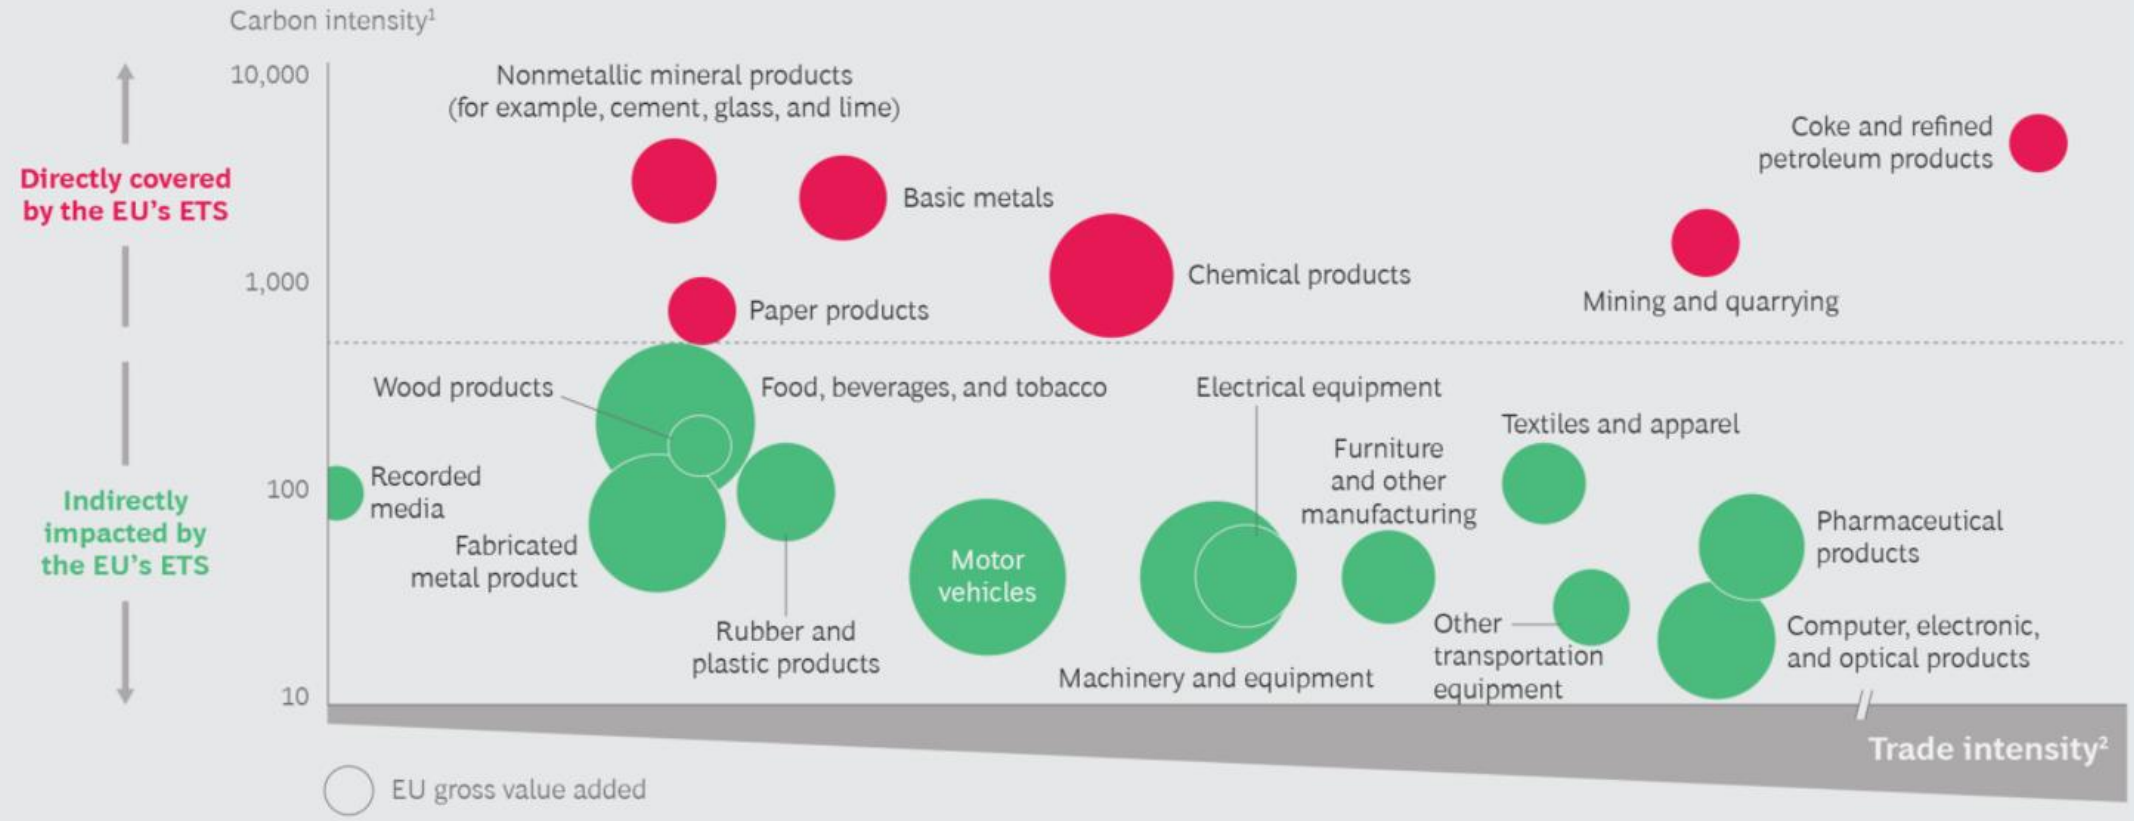 Carbon intensity¹
10,000
1,000
100
10
Directly covered
by the EU's ETS
Indirectly
impacted by
the EU's ETS
Nonmetallic mineral products
(for example, cement, glass, and lime)
Basic metals
Coke and refined
petroleum products
Paper products
Chemical products
Mining and quarrying
Wood products
Food, beverages, and tobacco
Electrical equipment
Textiles and apparel
Furniture
and other
manufacturing
Recorded
media
Fabricated
metal product
Rubber and
plastic products
Motor
vehicles
Machinery and equipment
Other
transportation
equipment
Pharmaceutical
products
Computer, electronic,
and optical products
Trade intensity²
EU gross value added